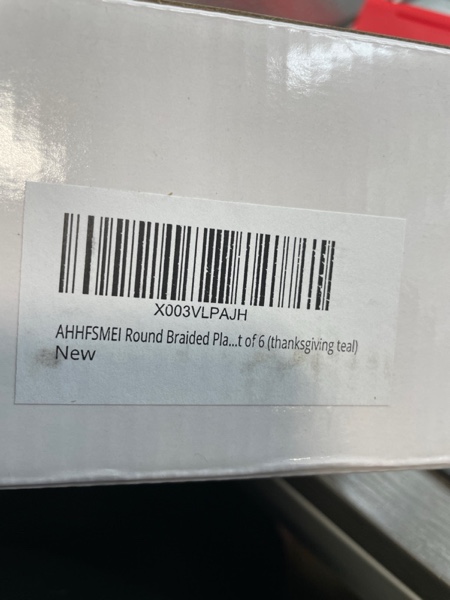 X003VLPAJH
AHHFSMEI Round Braided Pla...t of 6 (thanksgiving teal)
New